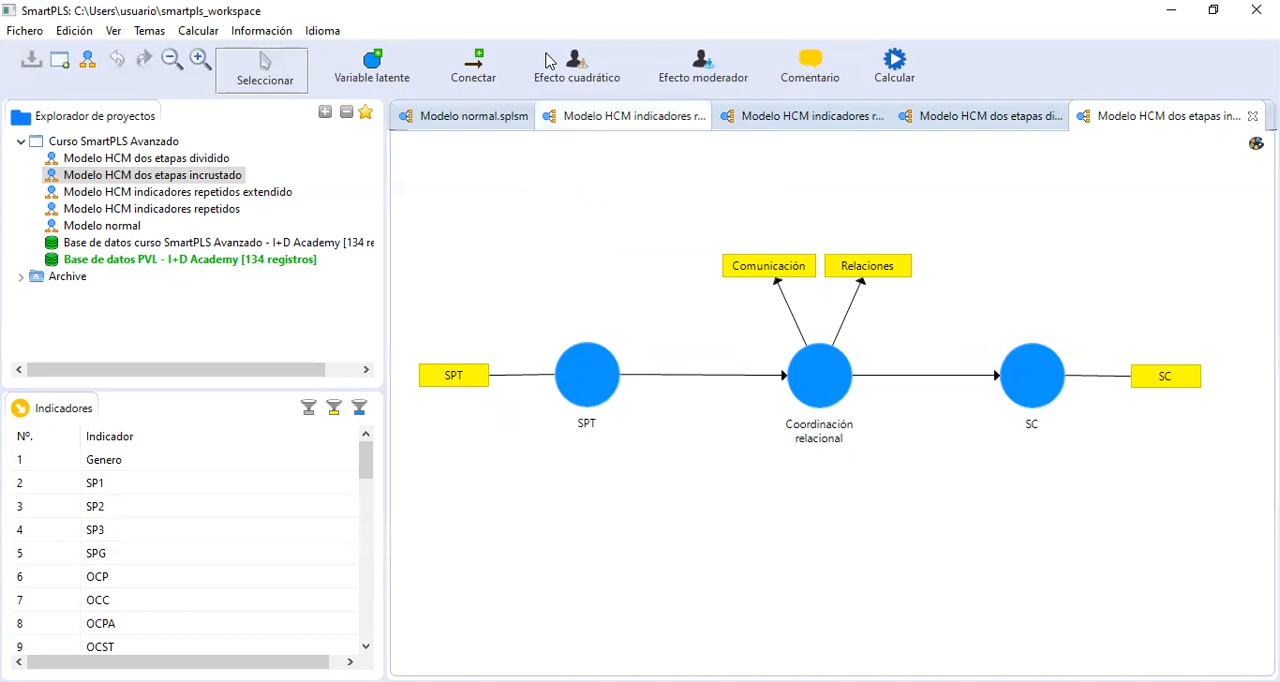 SmartPLS: C:\Users\usuario\smartpls_workspace
Fichero Edición Ver Temas Calcular Información Idioma
Seleccionar
Variable latente
Conectar
Efecto cuadrático
Efecto moderador
Comentario
Calcular
Explorador de proyectos
Curso SmartPLS Avanzado
Modelo HCM dos etapas dividido
Modelo HCM dos etapas incrustado
Modelo HCM indicadores repetidos extendido
Modelo HCM indicadores repetidos
Modelo normal
Base de datos curso SmartPLS Avanzado - I+D Academy [134 re
Base de datos PVL - I+D Academy [134 registros]
Archive
Indicadores
Nº. Indicador
1 Genero
2 SP1
3 SP2
4 SP3
5 SPG
6 OCP
7 OCC
8 OCPA
9 OCST
Modelo normal.splsm
Modelo HCM indicadores r...
Modelo HCM indicadores r...
Modelo HCM dos etapas di...
Modelo HCM dos etapas in...
Comunicación
Relaciones
SPT
SC
SPT
Coordinación
relacional
SC